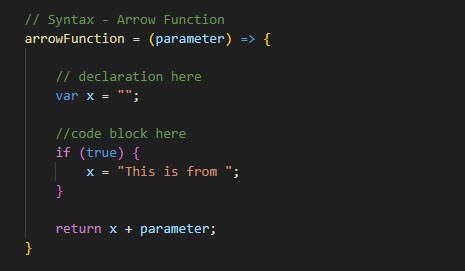 // Syntax - Arrow Function
arrowFunction = (parameter) => {
// declaration here
var x = "";
//code block here
if (true) {
x = "This is from ";
}
return x + parameter;
}